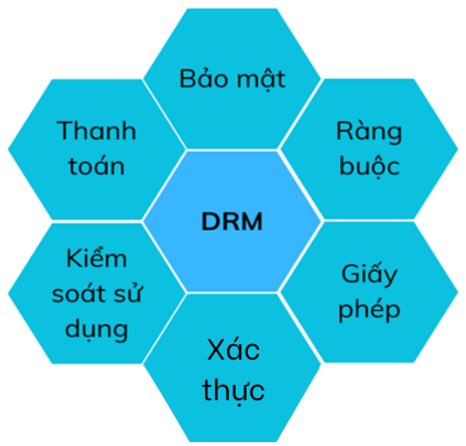 Bảo mật
Thanh
toán
Ràng
buộc
DRM
Kiểm
soát sử
dụng
Giấy
phép
Xác
thực